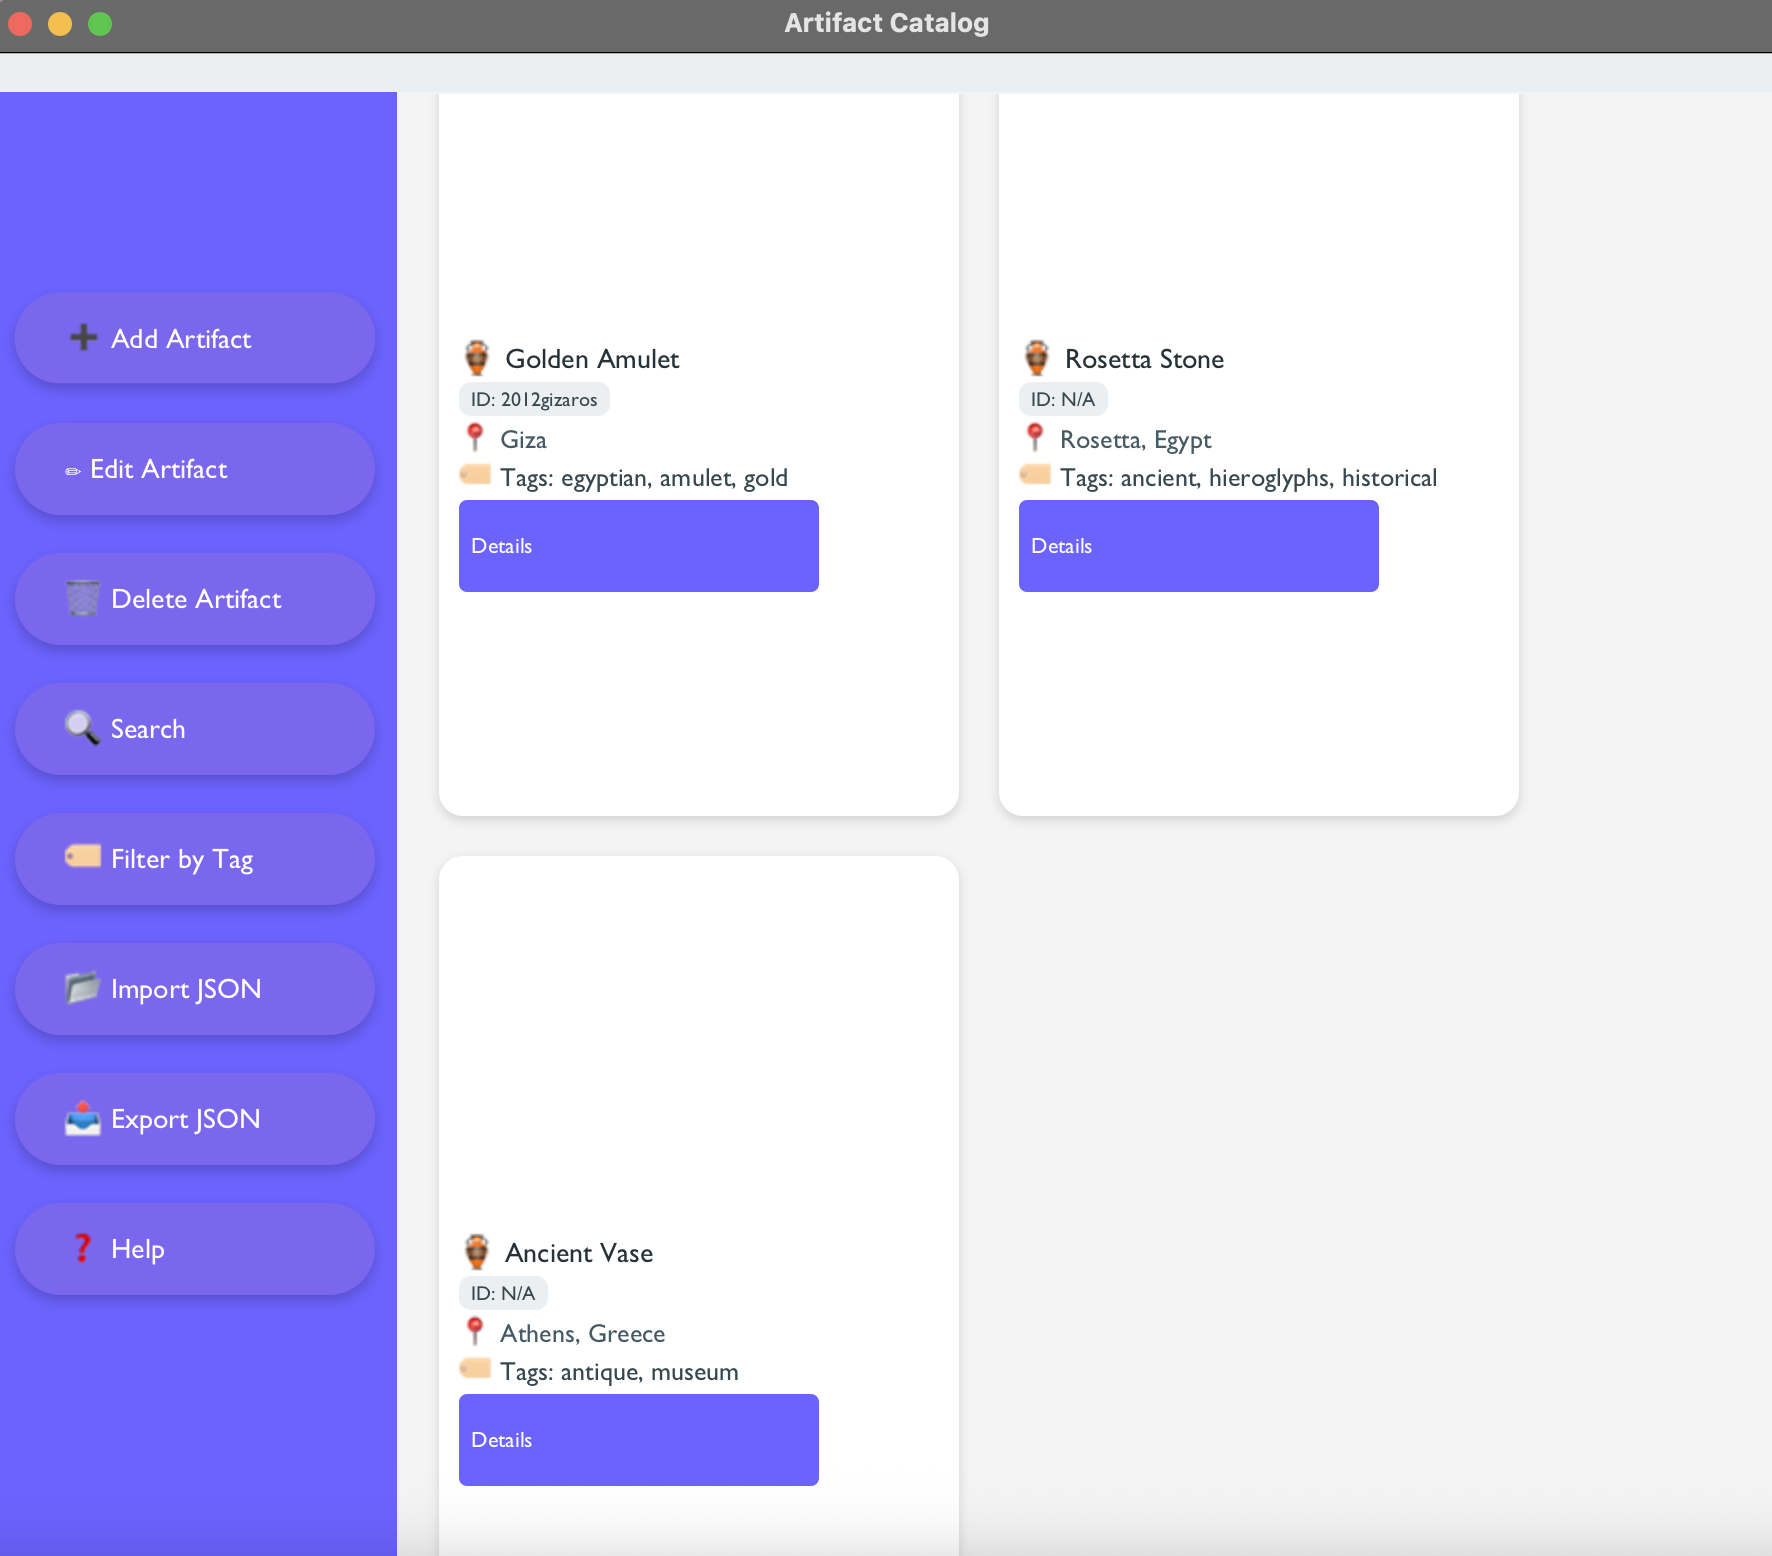 Artifact Catalog
Add Artifact
Edit Artifact
Delete Artifact
Search
Filter by Tag
Import JSON
Export JSON
Help
Golden Amulet
ID: 2012gizaros
Giza
Tags: egyptian, amulet, gold
Details
Rosetta Stone
ID: N/A
Rosetta, Egypt
Tags: ancient, hieroglyphs, historical
Details
Ancient Vase
ID: N/A
Athens, Greece
Tags: antique, museum
Details